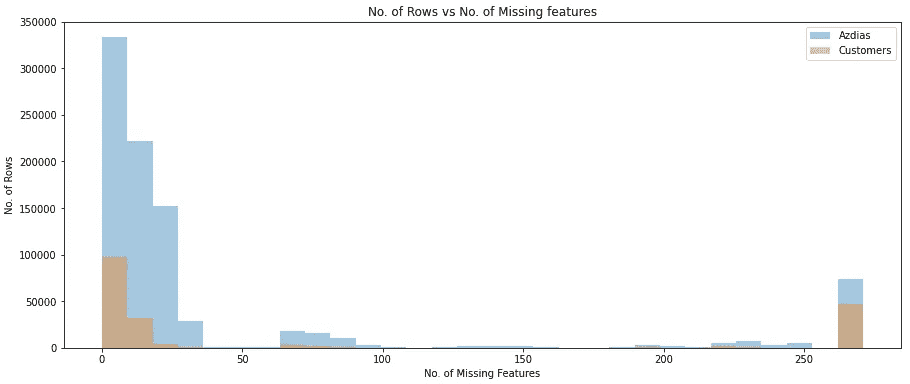 No. of Rows vs No. of Missing features
Azdias
Customers
350000
300000
250000
200000
150000
100000
50000
0
No. of Rows
0
50
100
150
200
250
No. of Missing Features